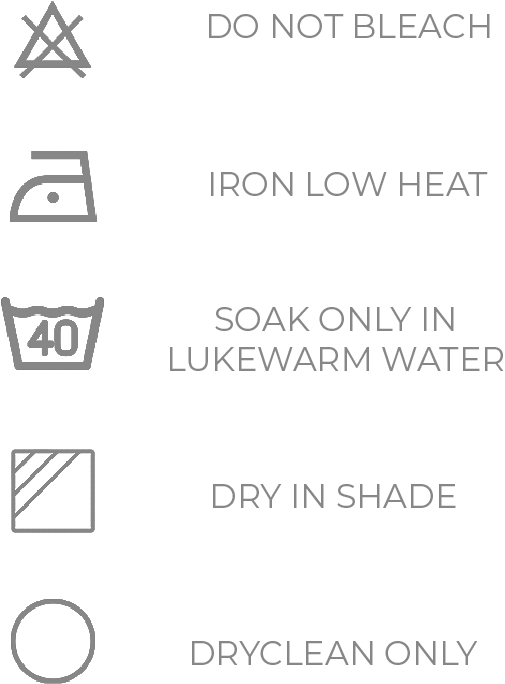 DO NOT BLEACH
IRON LOW HEAT
SOAK ONLY IN
LUKEWARM WATER
40
DRY IN SHADE
DRYCLEAN ONLY